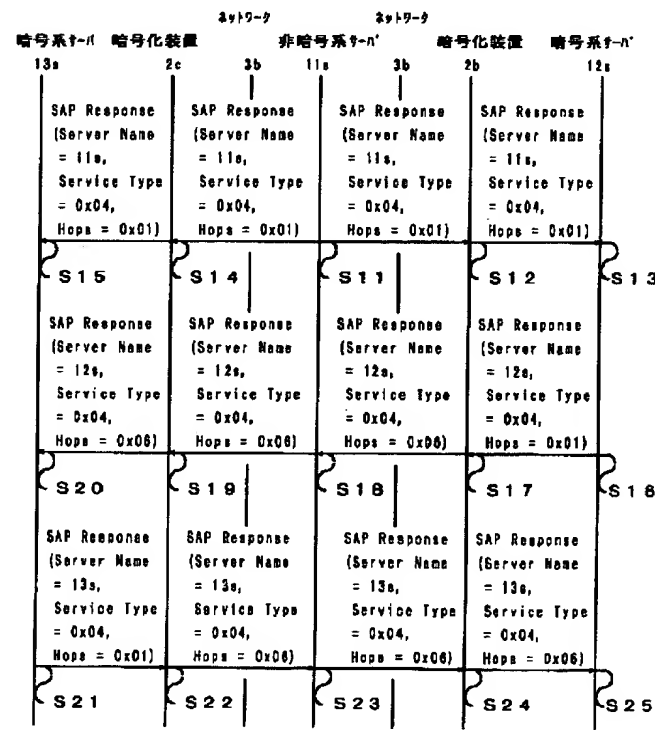 ネットワーク ネットワーク
暗号系サーバ 暗号化装置 非暗号系サーバ 暗号化装置 暗号系サーバ
13s 2c 3b 11s 3b 2b 12s
SAP Response SAP Response SAP Response SAP Response
(Server Name (Server Name (Server Name (Server Name
= 11s, = 11s, = 11s, = 11s,
Service Type Service Type Service Type Service Type
= 0x04, = 0x04, = 0x04, = 0x04,
Hops = 0x01) Hops = 0x01) Hops = 0x01) Hops = 0x01)
S15 S14 S11 S12 S13
SAP Response SAP Response SAP Response SAP Response
(Server Name (Server Name (Server Name (Server Name
= 12s, = 12s, = 12s, = 12s,
Service Type Service Type Service Type Service Type
= 0x04, = 0x04, = 0x04, = 0x04,
Hops = 0x06) Hops = 0x06) Hops = 0x06) Hops = 0x01)
S20 S19 S18 S17 S16
SAP Response SAP Response SAP Response SAP Response
(Server Name (Server Name (Server Name (Server Name
= 13s, = 13s, = 13s, = 13s,
Service Type Service Type Service Type Service Type
= 0x04, = 0x04, = 0x04, = 0x04,
Hops = 0x01) Hops = 0x06) Hops = 0x06) Hops = 0x06)
S21 S22 S23 S24 S25